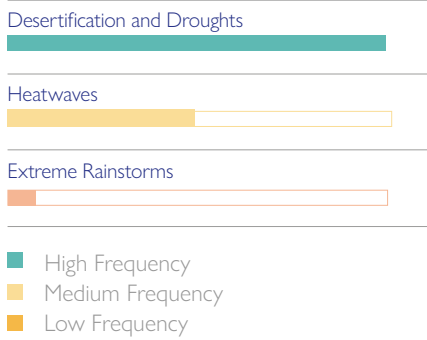 Desertification and Droughts
Heatwaves
Extreme Rainstorms
High Frequency
Medium Frequency
Low Frequency